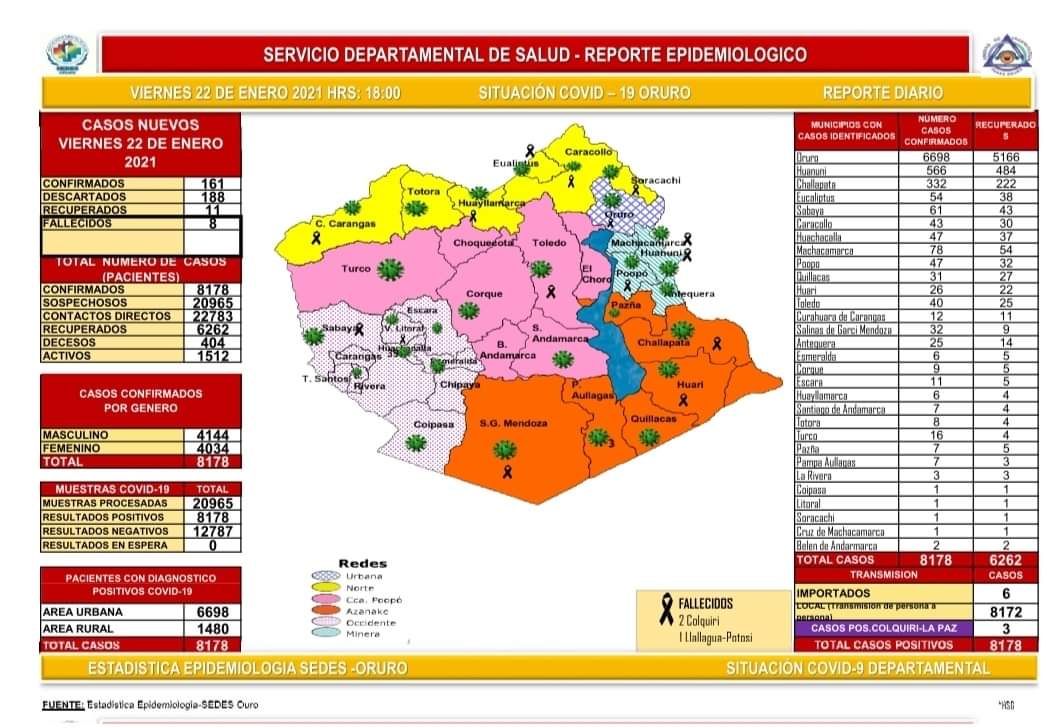 SERVICIO DEPARTAMENTAL DE SALUD - REPORTE EPIDEMIOLOGICO
VIERNES 22 DE ENERO 2021 HRS: 18:00 SITUACIÓN COVID – 19 ORURO REPORTE DIARIO
CASOS NUEVOS
VIERNES 22 DE ENERO
2021
CONFIRMADOS 161
DESCARTADOS 188
RECUPERADOS 11
FALLECIDOS 8
TOTAL NUMERO DE CASOS
(PACIENTES)
CONFIRMADOS 8178
SOSPECHOSOS 20965
CONTACTOS DIRECTOS 22783
RECUPERADOS 6262
DECESOS 404
ACTIVOS 1512
CASOS CONFIRMADOS
POR GENERO
MASCULINO 4144
FEMENINO 4034
TOTAL 8178
MUESTRAS COVID-19 TOTAL
MUESTRAS PROCESADAS 20965
RESULTADOS POSITIVOS 8178
RESULTADOS NEGATIVOS 12787
RESULTADOS EN ESPERA 0
PACIENTES CON DIAGNOSTICO
POSITIVOS COVID-19
AREA URBANA 6698
AREA RURAL 1480
TOTAL CASOS 8178
Caracollo
Eualiptus
Soracachi
Totora
Huayllamarca
Oruro
C. Carangas
Choquecota
Toledo
Machacamarca
Huanuni
Turco
El
Choro
Poopó
Antequera
Corque
Pazña
Escara
Sabaya
V. Litoral
S.
Andamarca
Challapata
B.
Andamarca
Carangas
Esmeralda
T. Santos
Rivera
Chipaya
P.
Aullagas
Huari
Coipasa
S.G. Mendoza
Quillacas
3
Redes
Urbana
Norte
Cca. Poopó
Azanake
Occidente
Minera
FALLECIDOS
2 Colquiri
1 Llallagua-Potosi
MUNICIPIOS CON CASOS IDENTIFICADOS NÚMERO CASOS CONFIRMADOS RECUPERADOS
Oruro 6698 5166
Huanuni 566 484
Challapata 332 222
Eucaliptus 54 38
Sabaya 61 43
Caracollo 43 30
Huachacalla 47 37
Machacamarca 78 54
Poopo 47 32
Quillacas 31 27
Huari 26 22
Toledo 40 25
Curahuara de Carangas 12 11
Salinas de Garci Mendoza 32 9
Antequera 25 14
Esmeralda 6 5
Corque 9 5
Escara 11 5
Huayllamarca 6 4
Santiago de Andamarca 7 4
Totora 8 4
Turco 16 4
Pazña 7 5
Pampa Aullagas 7 3
La Rivera 3 3
Coipasa 1 1
Litoral 1 1
Soracachi 1 1
Cruz de Machacamarca 1 1
Belen de Andarmarca 2 2
TOTAL CASOS 8178 6262
TRANSMISION CASOS
IMPORTADOS 6
LOCAL (Transmision de persona a persona) 8172
CASOS POS.COLQUIRI-LA PAZ 3
TOTAL CASOS POSITIVOS 8178
ESTADISTICA EPIDEMIOLOGIA SEDES -ORURO SITUACIÓN COVID-9 DEPARTAMENTAL
FUENTE: Estadistica Epidemiologia-SEDES Ouro